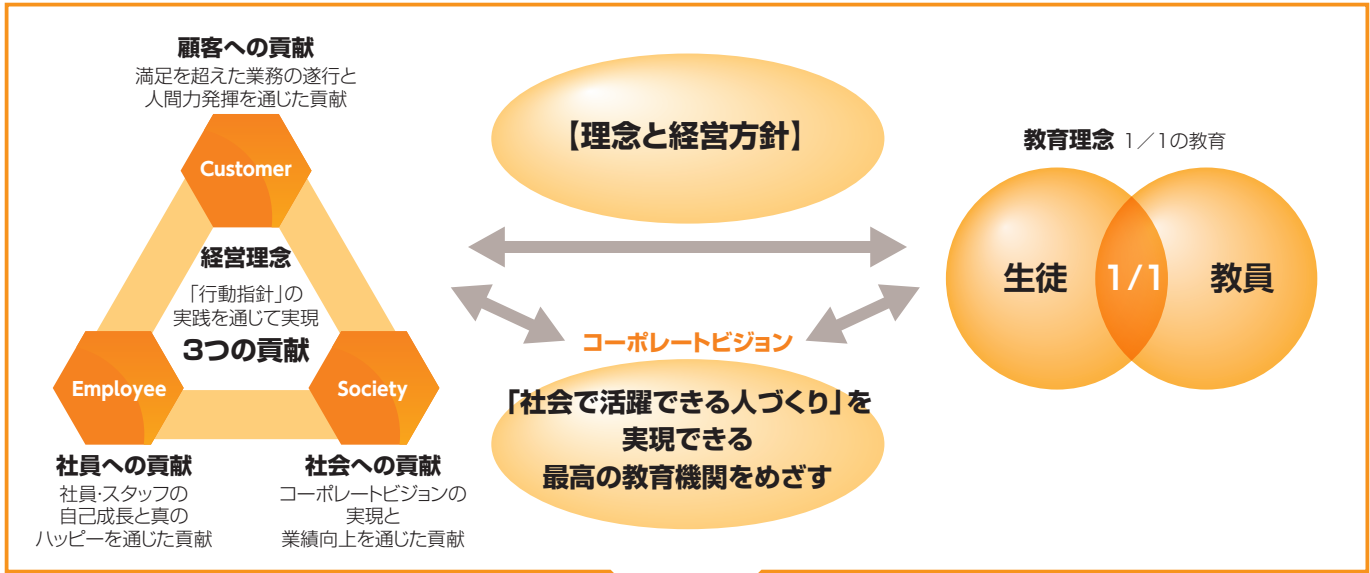 顧客への貢献
満足を超えた業務の遂行と
人間力発揮を通じた貢献
Customer
経営理念
「行動指針」の
実践を通じて実現
3つの貢献
Employee
Society
社員への貢献
社員・スタッフの
自己成長と真の
ハッピーを通じた貢献
社会への貢献
コーポレートビジョンの
実現と
業績向上を通じた貢献
【理念と経営方針】
コーポレートビジョン
「社会で活躍できる人づくり」を
実現できる
最高の教育機関をめざす
教育理念 1／1の教育
生徒 1/1 教員